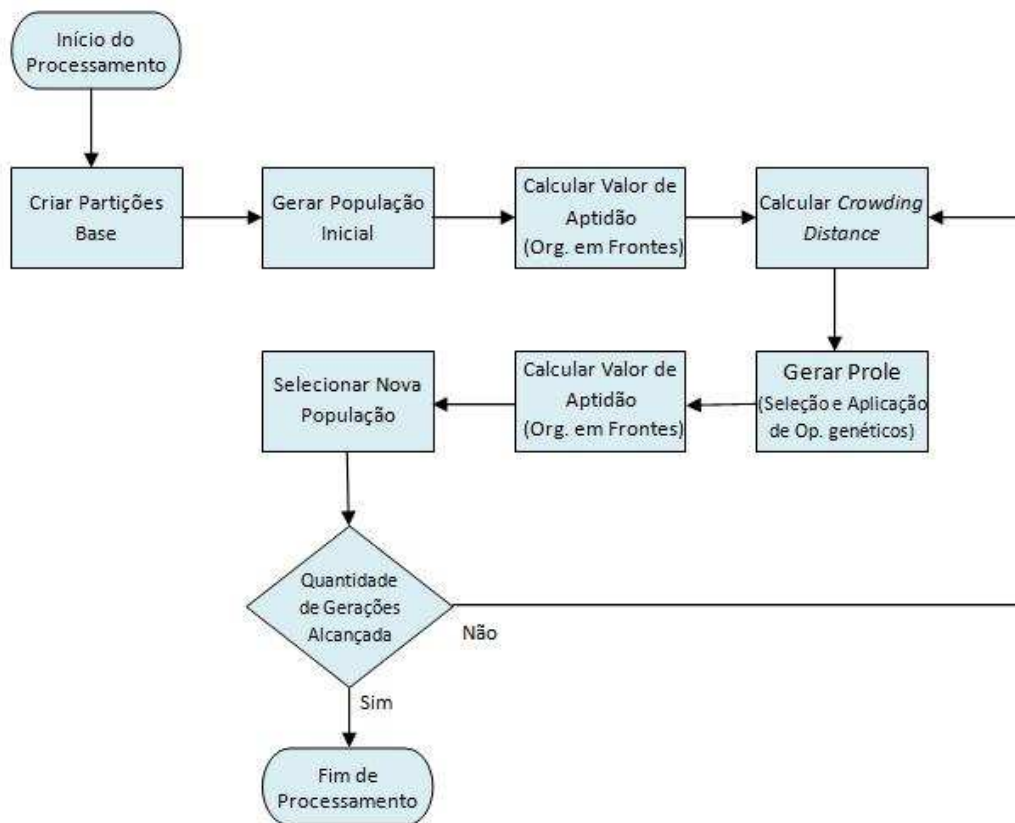 Início do
Processamento
Criar Partições
Base
Gerar População
Inicial
Calcular Valor de
Aptidão
(Org. em Frontes)
Calcular Crowding
Distance
Gerar Prole
(Seleção e Aplicação
de Op. genéticos)
Calcular Valor de
Aptidão
(Org. em Frontes)
Selecionar Nova
População
Quantidade
de Gerações
Alcançada
Não
Sim
Fim de
Processamento